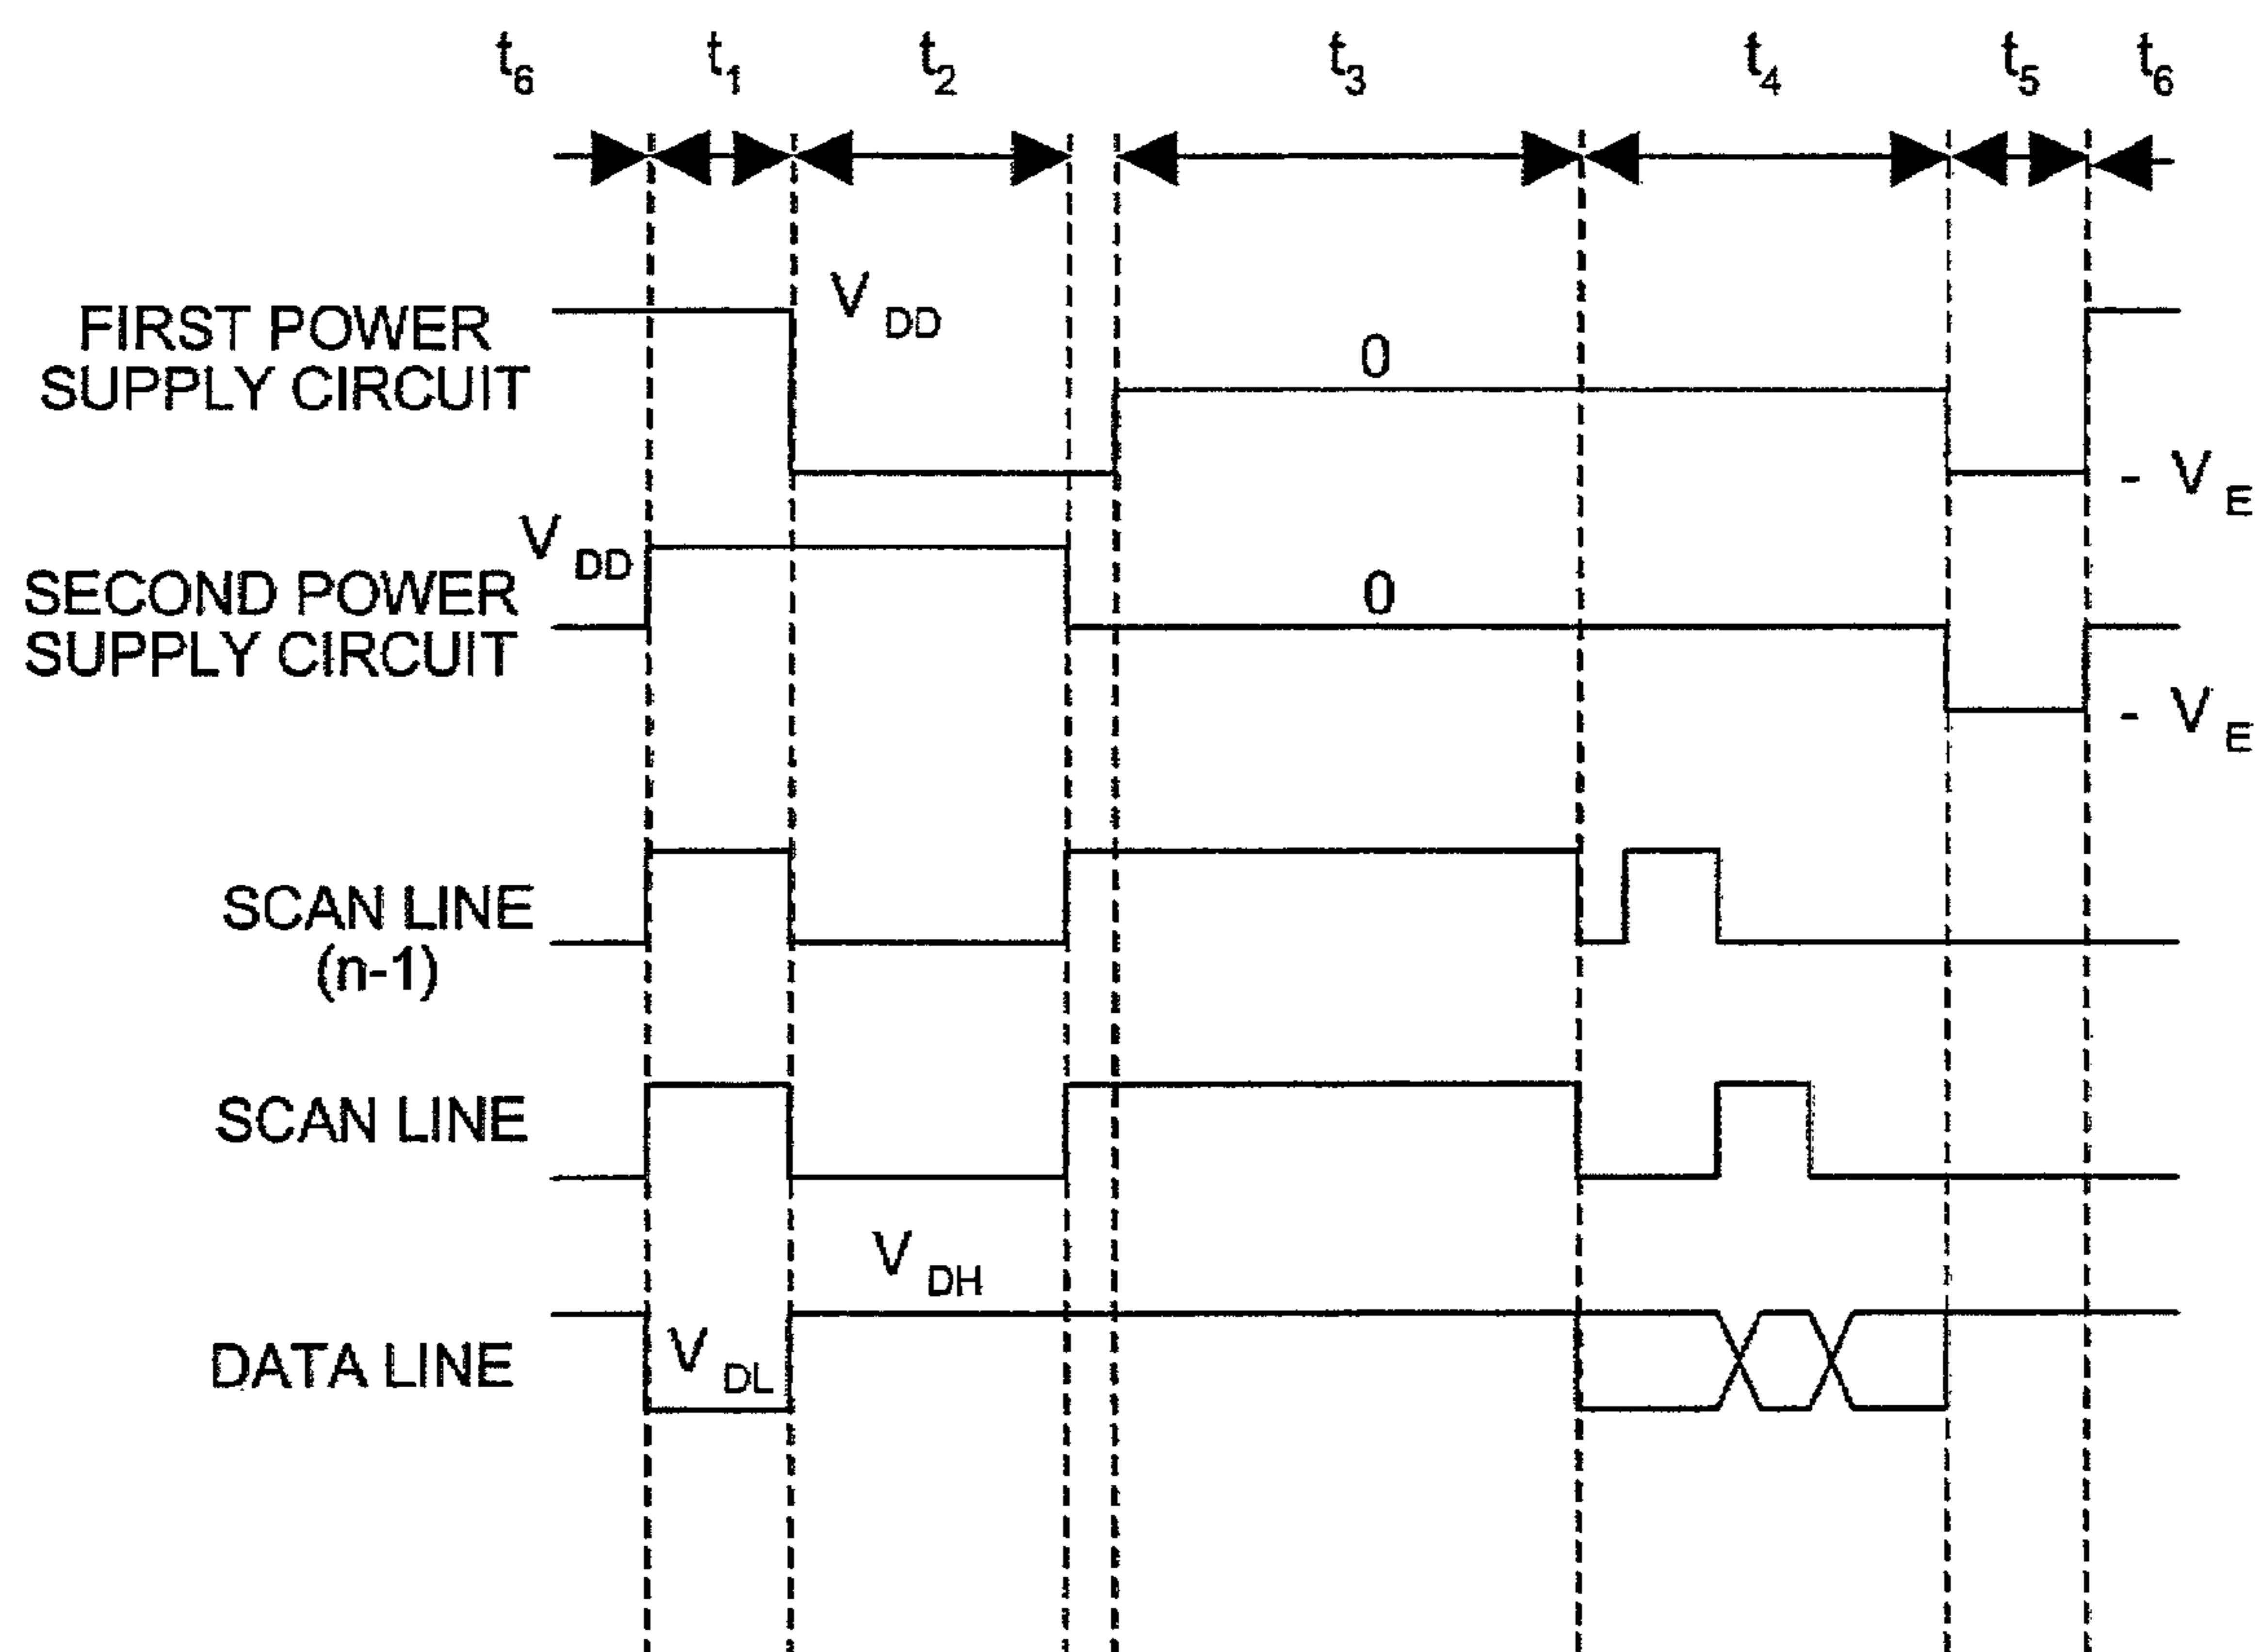 t6 t1 t2 t3 t4 t5 t6
VDD
FIRST POWER
SUPPLY CIRCUIT
0
- VE
VDD
SECOND POWER
SUPPLY CIRCUIT
0
- VE
SCAN LINE
(n-1)
SCAN LINE
VDH
DATA LINE
VDL